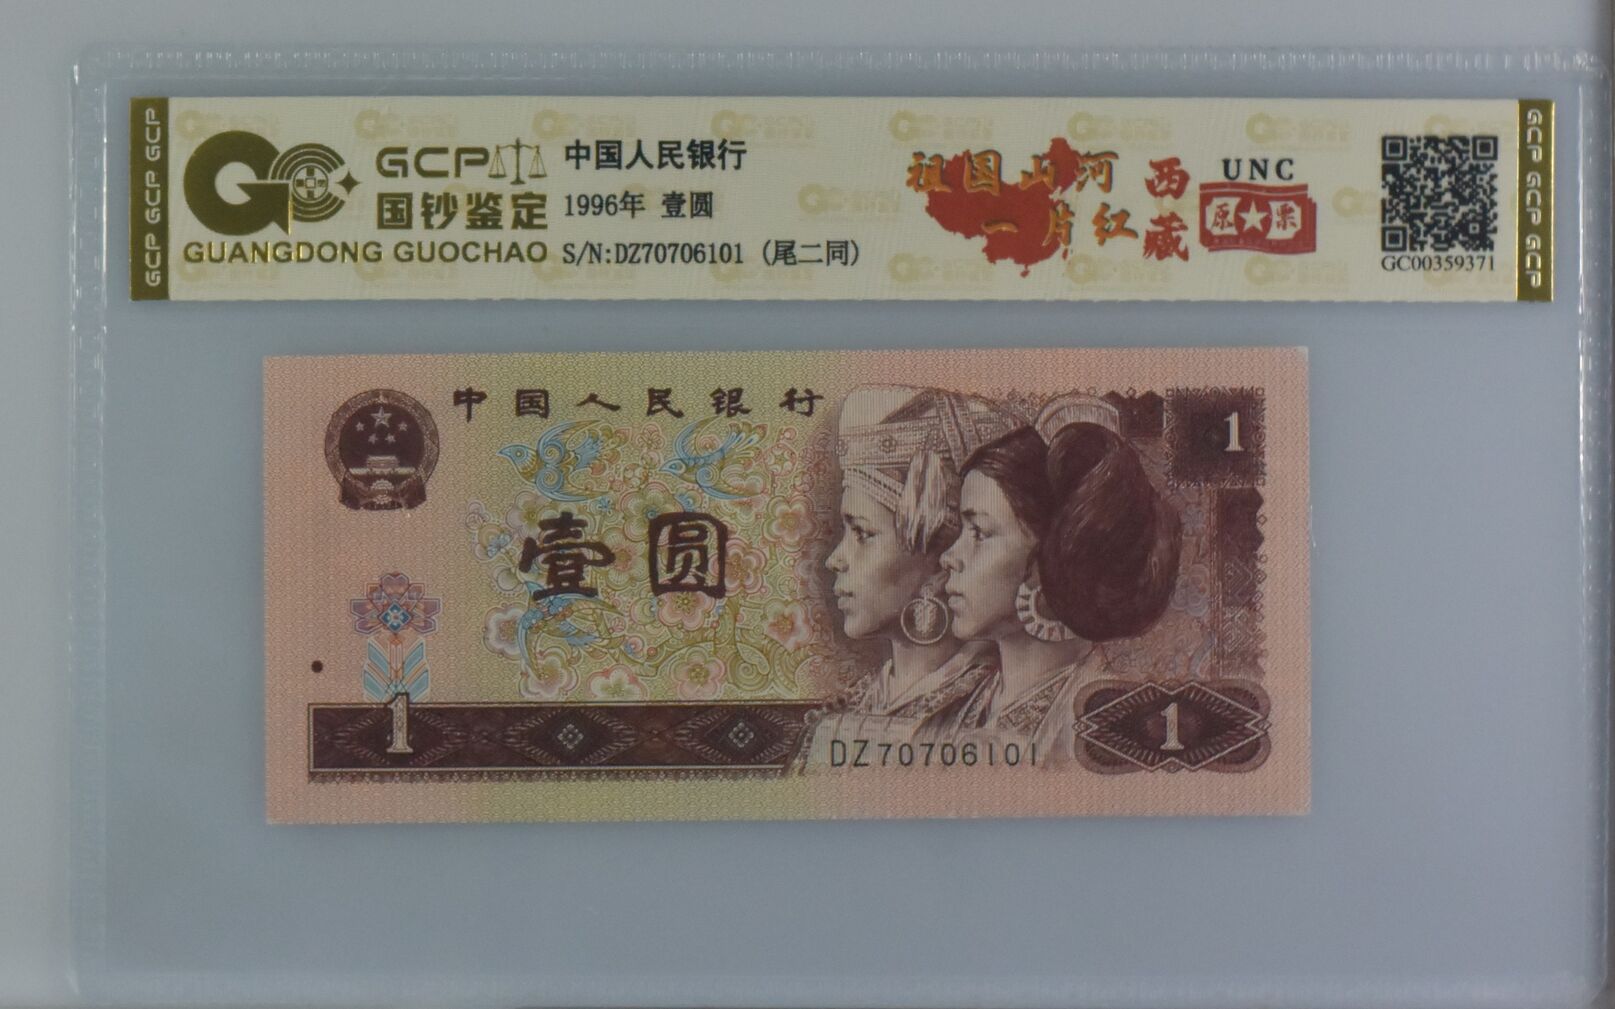 GCP GCP GCP
GCP
国钞鉴定
GUANGDONG GUOCHAO
中国人民银行
1996年 壹圆
S/N:DZ70706101 (尾二同)
祖国山河
一片红
西藏
UNC
原★票
GC00359371
GCP GCP GCP
中国人民银行
1
壹圆
1
DZ70706101
1